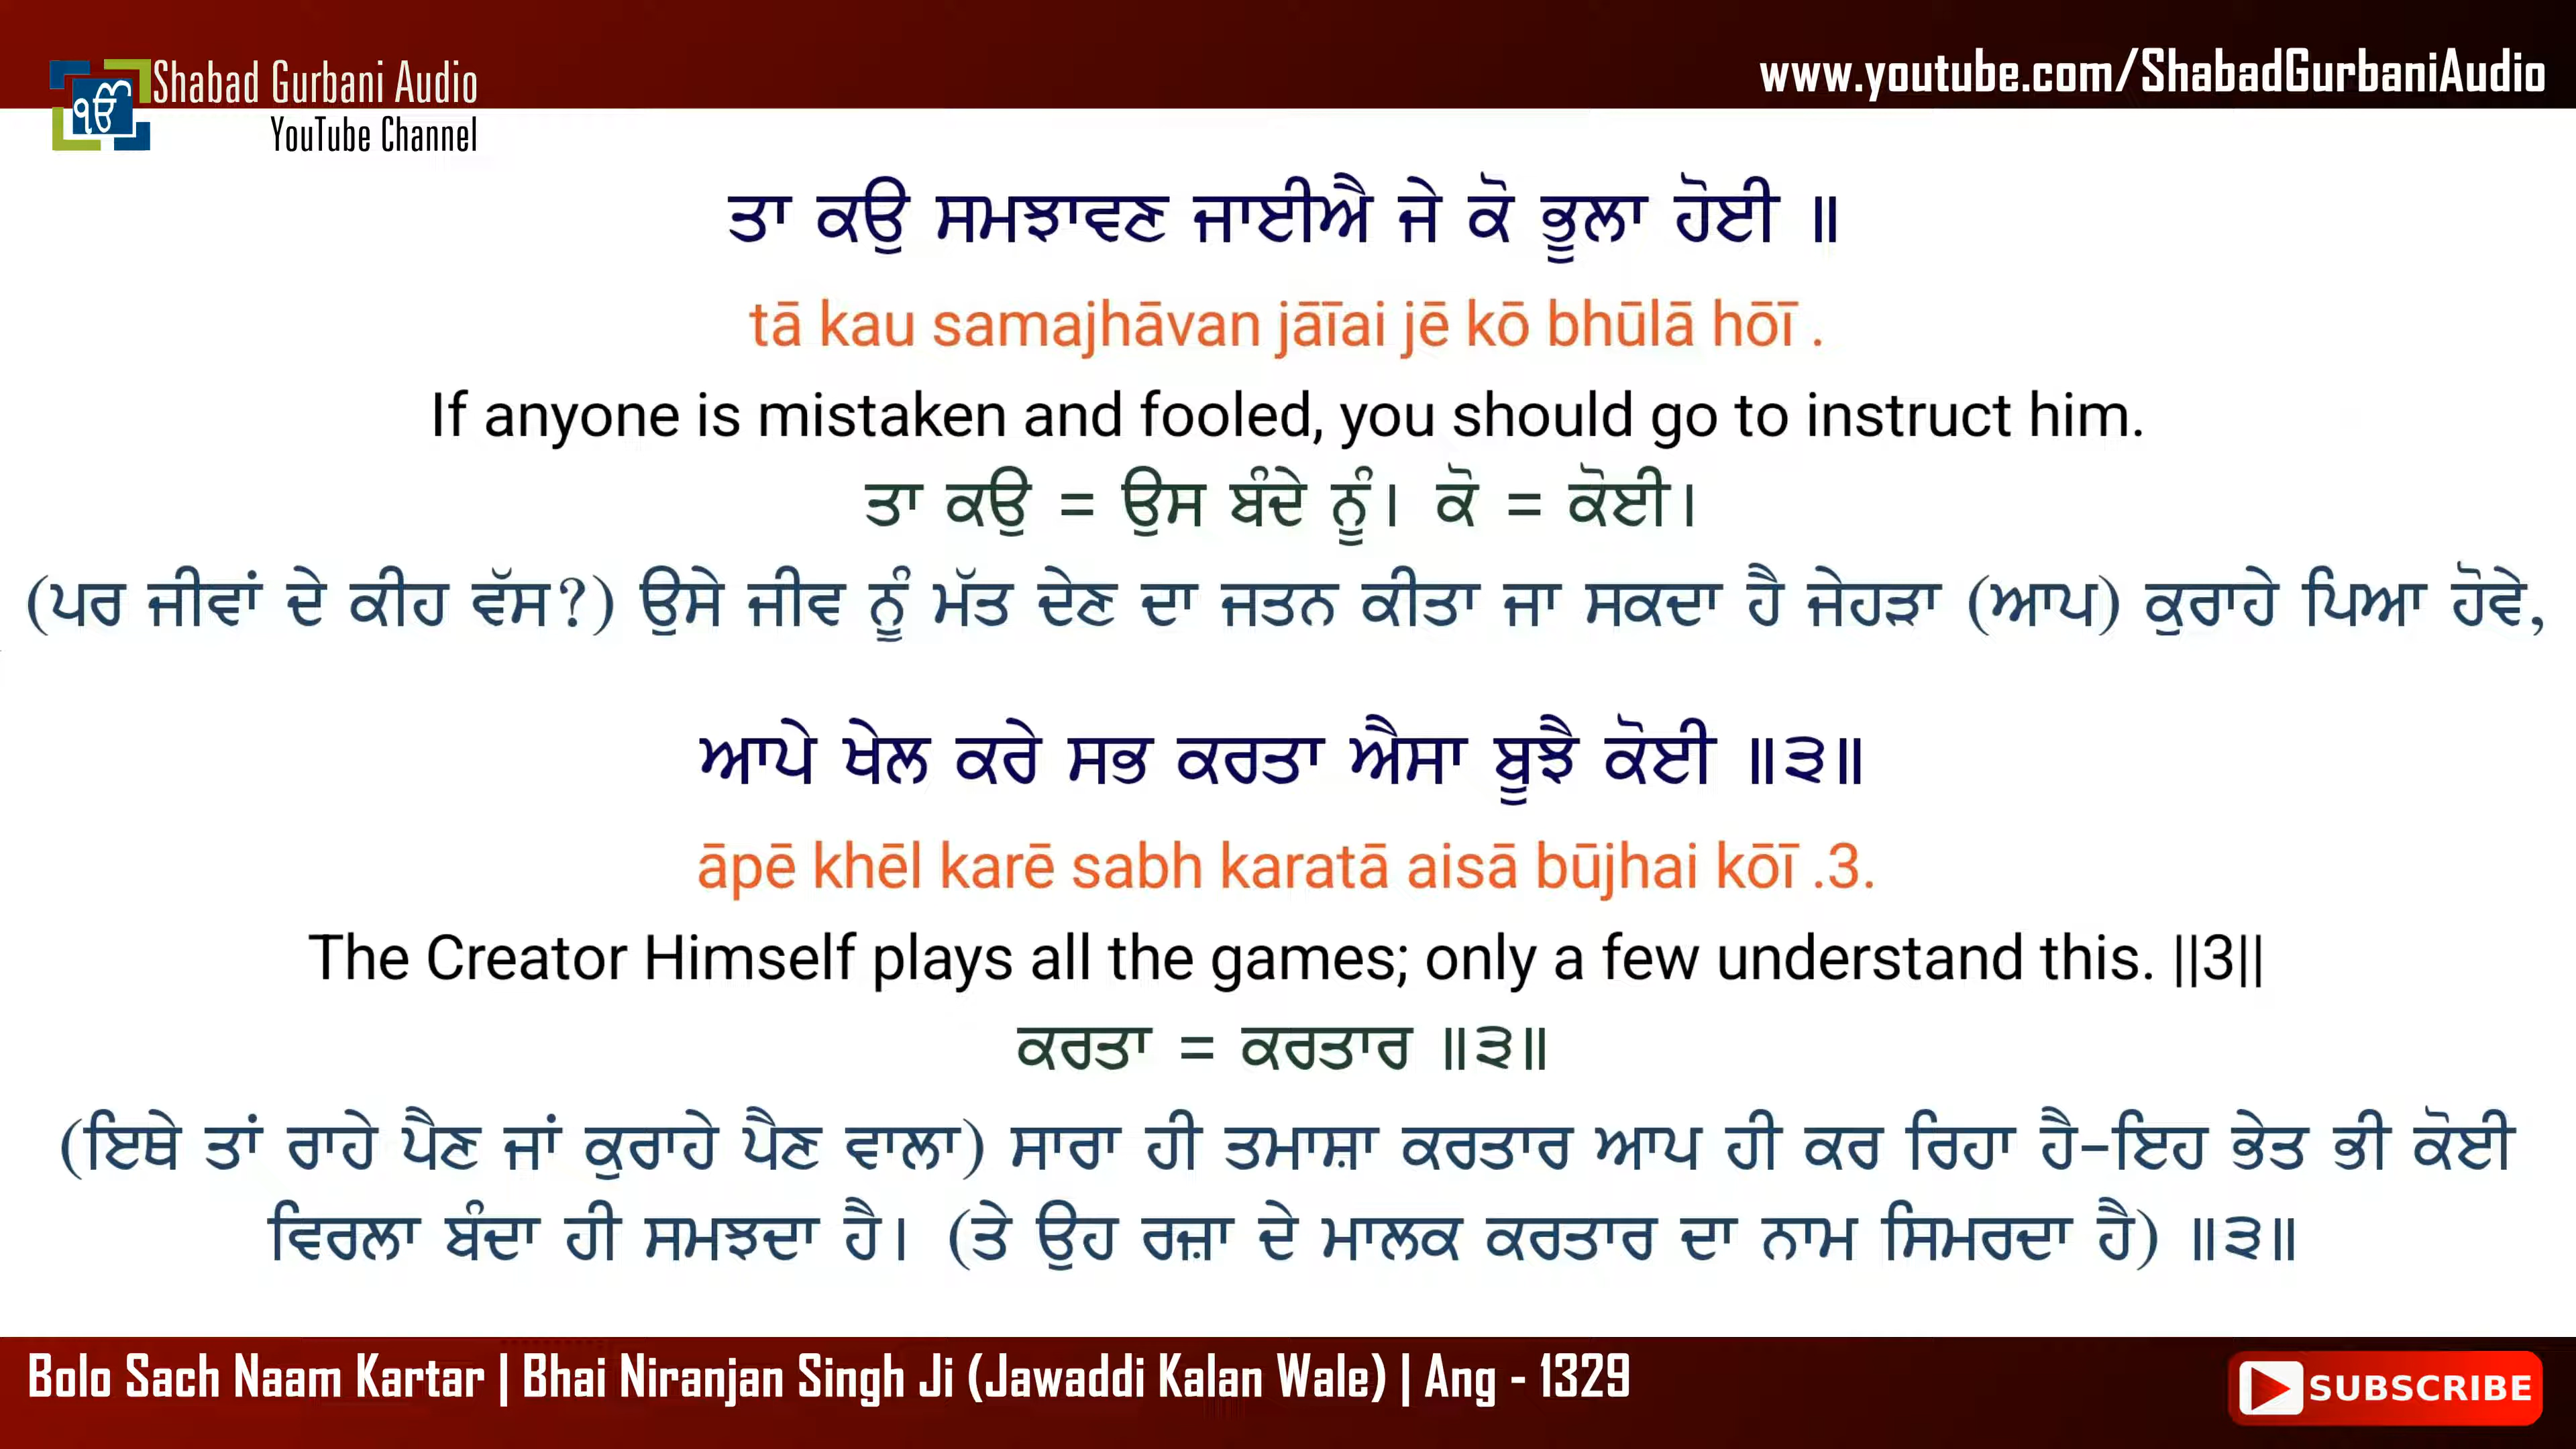 Shabad Gurbani Audio
YouTube Channel
www.youtube.com/ShabadGurbaniAudio
ੴ
ਤਾ ਕਉ ਸਮਝਾਵਣ ਜਾਈਐ ਜੇ ਕੋ ਭੂਲਾ ਹੋਈ ॥
tā kau samajhāvan jāīai jē kō bhūlā hōī .
If anyone is mistaken and fooled, you should go to instruct him.
ਤਾ ਕਉ = ਉਸ ਬੰਦੇ ਨੂੰ। ਕੋ = ਕੋਈ।
(ਪਰ ਜੀਵਾਂ ਦੇ ਕੀਹ ਵੱਸ?) ਉਸੇ ਜੀਵ ਨੂੰ ਮੱਤ ਦੇਣ ਦਾ ਜਤਨ ਕੀਤਾ ਜਾ ਸਕਦਾ ਹੈ ਜੇਹੜਾ (ਆਪ) ਕੁਰਾਹੇ ਪਿਆ ਹੋਵੇ,
ਆਪੇ ਖੇਲ ਕਰੇ ਸਭ ਕਰਤਾ ਐਸਾ ਬੂਝੈ ਕੋਈ ॥੩॥
āpē khēl karē sabh karatā aisā būjhai kōī .3.
The Creator Himself plays all the games; only a few understand this. ||3||
ਕਰਤਾ = ਕਰਤਾਰ ॥੩॥
(ਇਥੇ ਤਾਂ ਰਾਹੇ ਪੈਣ ਜਾਂ ਕੁਰਾਹੇ ਪੈਣ ਵਾਲਾ) ਸਾਰਾ ਹੀ ਤਮਾਸ਼ਾ ਕਰਤਾਰ ਆਪ ਹੀ ਕਰ ਰਿਹਾ ਹੈ-ਇਹ ਭੇਤ ਭੀ ਕੋਈ
ਵਿਰਲਾ ਬੰਦਾ ਹੀ ਸਮਝਦਾ ਹੈ। (ਤੇ ਉਹ ਰਜ਼ਾ ਦੇ ਮਾਲਕ ਕਰਤਾਰ ਦਾ ਨਾਮ ਸਿਮਰਦਾ ਹੈ) ॥੩॥
Bolo Sach Naam Kartar | Bhai Niranjan Singh Ji (Jawaddi Kalan Wale) | Ang - 1329
SUBSCRIBE